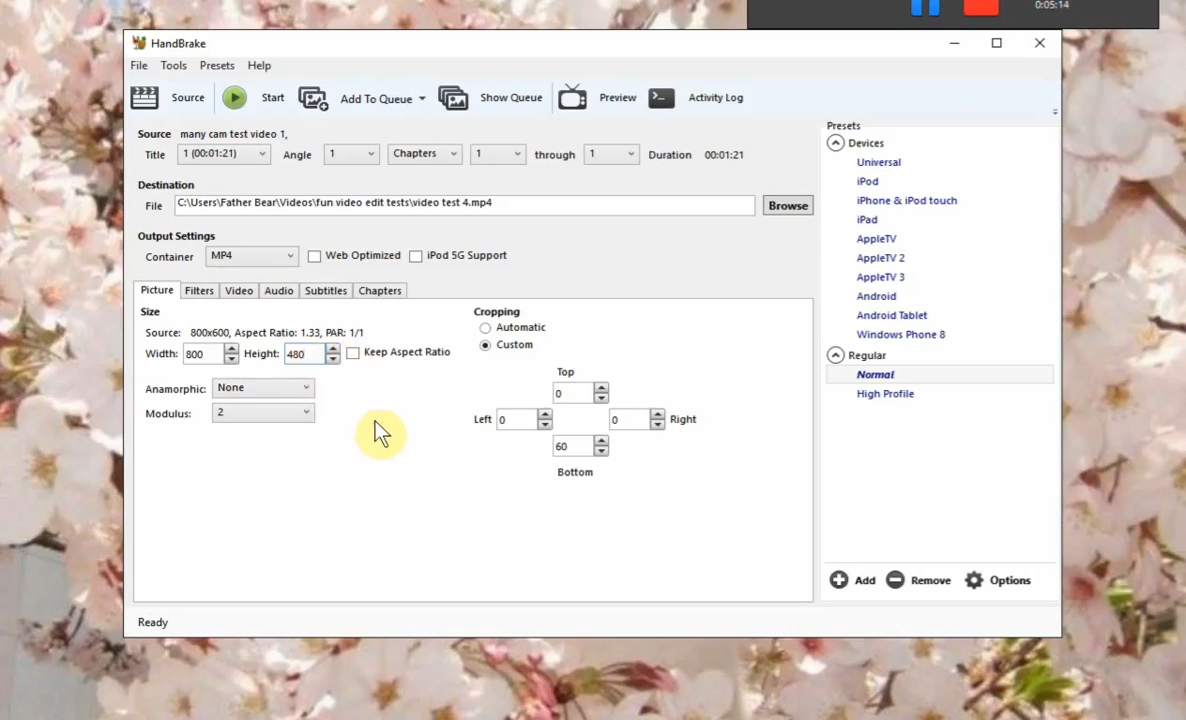 0:05:14
HandBrake
File Tools Presets Help
Source Start Add To Queue Show Queue Preview Activity Log
Source many cam test video 1,
Title 1 (00:01:21) Angle 1 Chapters 1 through 1 Duration 00:01:21
Destination
File C:\Users\Father Bear\Videos\fun video edit tests\video test 4.mp4 Browse
Output Settings
Container MP4 Web Optimized iPod 5G Support
Picture Filters Video Audio Subtitles Chapters
Size
Source: 800x600, Aspect Ratio: 1.33, PAR: 1/1
Width: 800 Height: 480 Keep Aspect Ratio
Anamorphic: None
Modulus: 2
Cropping
Automatic
Custom
Top
0
Left 0 0 Right
60
Bottom
Presets
Devices
Universal
iPod
iPhone & iPod touch
iPad
AppleTV
AppleTV 2
AppleTV 3
Android
Android Tablet
Windows Phone 8
Regular
Normal
High Profile
Add Remove Options
Ready